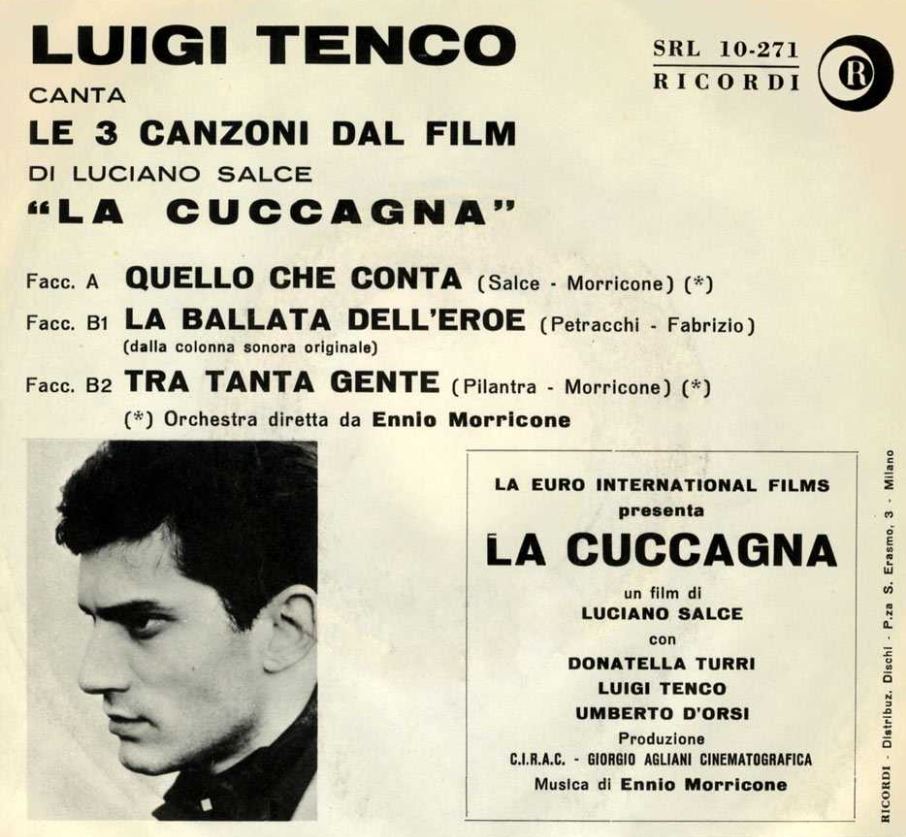 LUIGI TENCO
CANTA
LE 3 CANZONI DAL FILM
DI LUCIANO SALCE
“LA CUCCAGNA”
SRL 10-271
RICORDI
R
Facc. A QUELLO CHE CONTA (Salce - Morricone) (*)
Facc. B1 LA BALLATA DELL'EROE (Petracchi - Fabrizio)
(dalla colonna sonora originale)
Facc. B2 TRA TANTA GENTE (Pilantra - Morricone) (*)
(*) Orchestra diretta da Ennio Morricone
LA EURO INTERNATIONAL FILMS
presenta
LA CUCCAGNA
un film di
LUCIANO SALCE
con
DONATELLA TURRI
LUIGI TENCO
UMBERTO D'ORSI
Produzione
C.I.R.A.C. - GIORGIO AGLIANI CINEMATOGRAFICA
Musica di Ennio Morricone
RICORDI - Distribuz. Dischi - P.za S. Erasmo, 3 - Milano